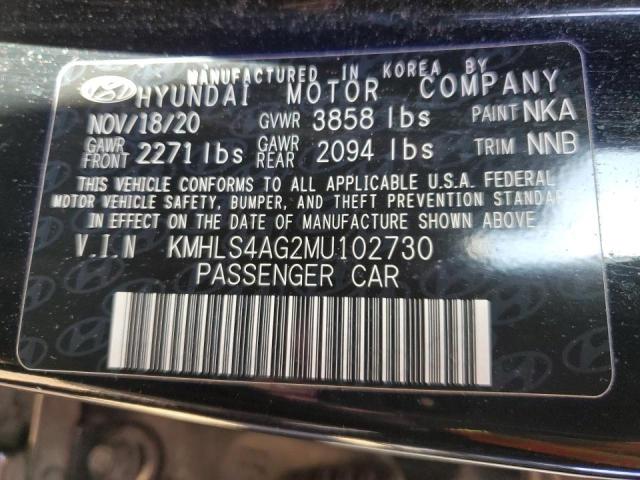 MANUFACTURED IN KOREA BY
HYUNDAI MOTOR COMPANY
NOV/18/20 GVWR 3858 lbs PAINT NKA
GAWR FRONT 2271 lbs GAWR REAR 2094 lbs TRIM NNB
THIS VEHICLE CONFORMS TO ALL APPLICABLE U.S.A. FEDERAL
MOTOR VEHICLE SAFETY, BUMPER, AND THEFT PREVENTION STANDARD
IN EFFECT ON THE DATE OF MANUFACTURE SHOWN ABOVE.
V.I.N KMHLS4AG2MU102730
PASSENGER CAR